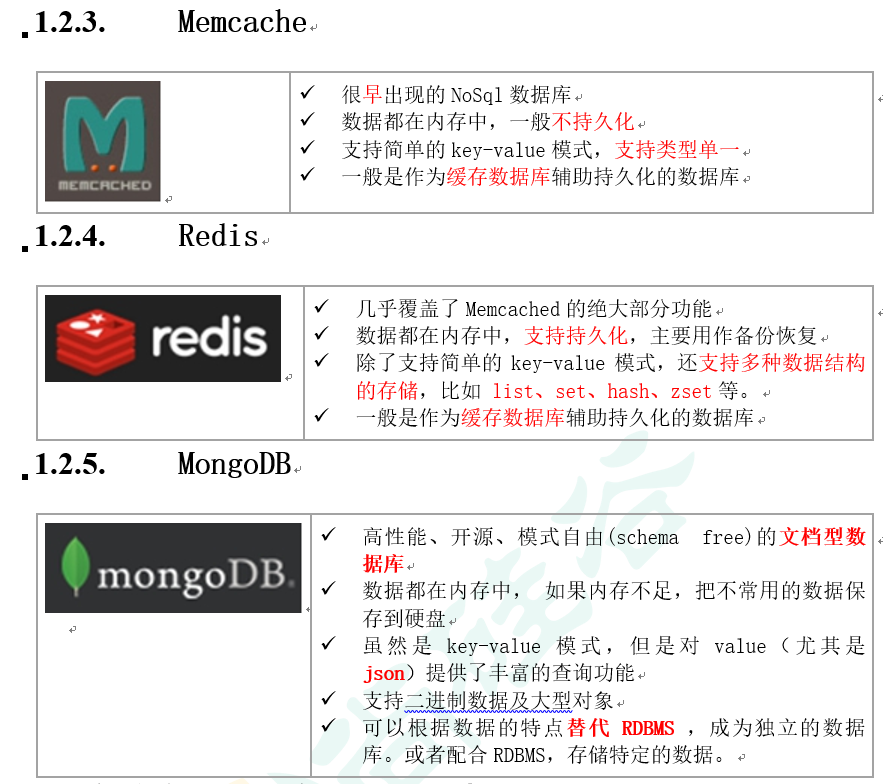 1.2.3. Memcache
MEMCACHED
✓ 很早出现的 NoSql 数据库
✓ 数据都在内存中，一般不持久化
✓ 支持简单的 key-value 模式，支持类型单一
✓ 一般是作为缓存数据库辅助持久化的数据库
1.2.4. Redis
redis
✓ 几乎覆盖了 Memcached 的绝大部分功能
✓ 数据都在内存中，支持持久化，主要用作备份恢复
✓ 除了支持简单的 key-value 模式，还支持多种数据结构
的存储，比如 list、set、hash、zset 等。
✓ 一般是作为缓存数据库辅助持久化的数据库
1.2.5. MongoDB
mongoDB.
✓ 高性能、开源、模式自由(schema free)的文档型数
据库
✓ 数据都在内存中， 如果内存不足，把不常用的数据保
存到硬盘
✓ 虽然是 key-value 模式，但是对 value（尤其是
json）提供了丰富的查询功能
✓ 支持二进制数据及大型对象
✓ 可以根据数据的特点替代 RDBMS ，成为独立的数据
库。或者配合 RDBMS，存储特定的数据。